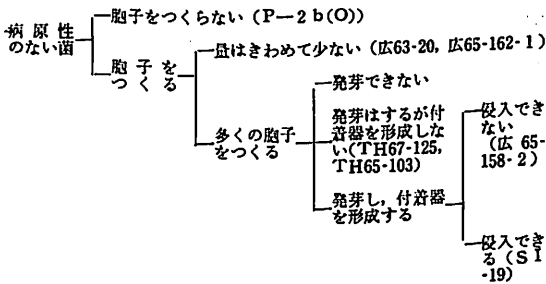 病原性
のない菌
胞子をつくらない（P－2b(O)）
胞子を
つくる
量はきわめて少ない（広63-20，広65-162-1）
多くの胞子
をつくる
発芽できない
発芽はするが付
着器を形成しな
い(TH67-125,
TH65-103)
発芽し，付着器
を形成する
侵入でき
ない
（広 65-
158-2）
侵入でき
る（S I
-19）